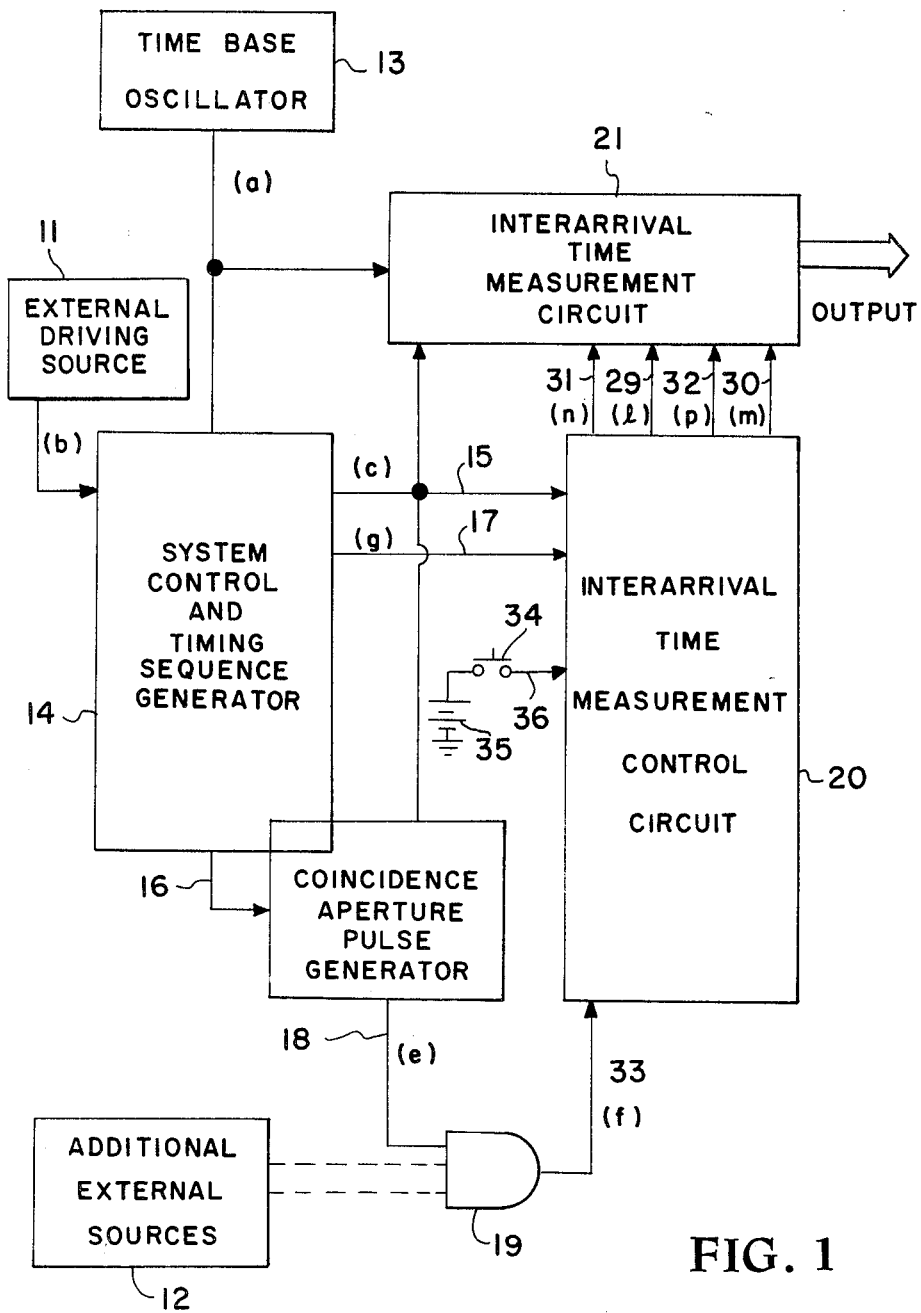 TIME BASE
OSCILLATOR
13
(a)
21
INTERARRIVAL
TIME
MEASUREMENT
CIRCUIT
OUTPUT
11
EXTERNAL
DRIVING
SOURCE
(b)
31 29 32 30
(n) (l) (p) (m)
(c)
15
(g)
17
SYSTEM
CONTROL
AND
TIMING
SEQUENCE
GENERATOR
14
34
35
36
INTERARRIVAL
TIME
MEASUREMENT
CONTROL
CIRCUIT
20
16
COINCIDENCE
APERTURE
PULSE
GENERATOR
18
(e)
33
(f)
ADDITIONAL
EXTERNAL
SOURCES
12
19
FIG. 1